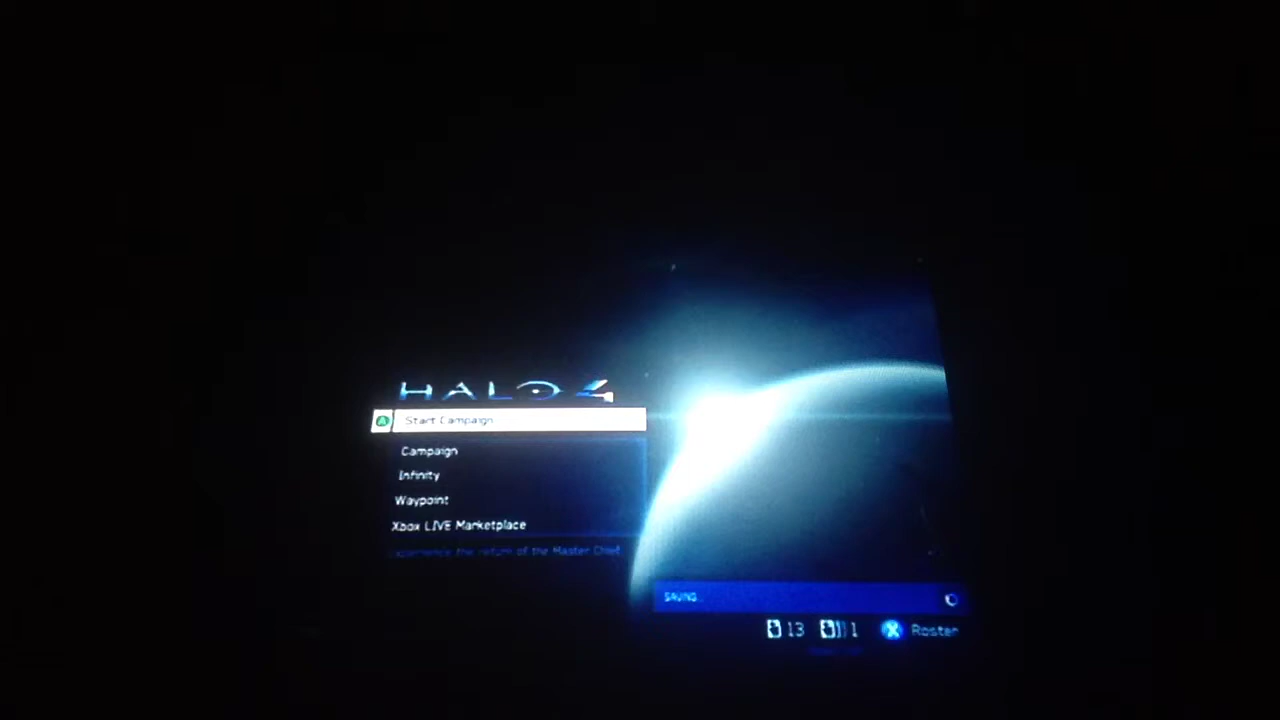 HALO 4
A Start Campaign
Campaign
Infinity
Waypoint
Xbox LIVE Marketplace
Experience the return of the Master Chief
SAVING...
13 1 X Roster